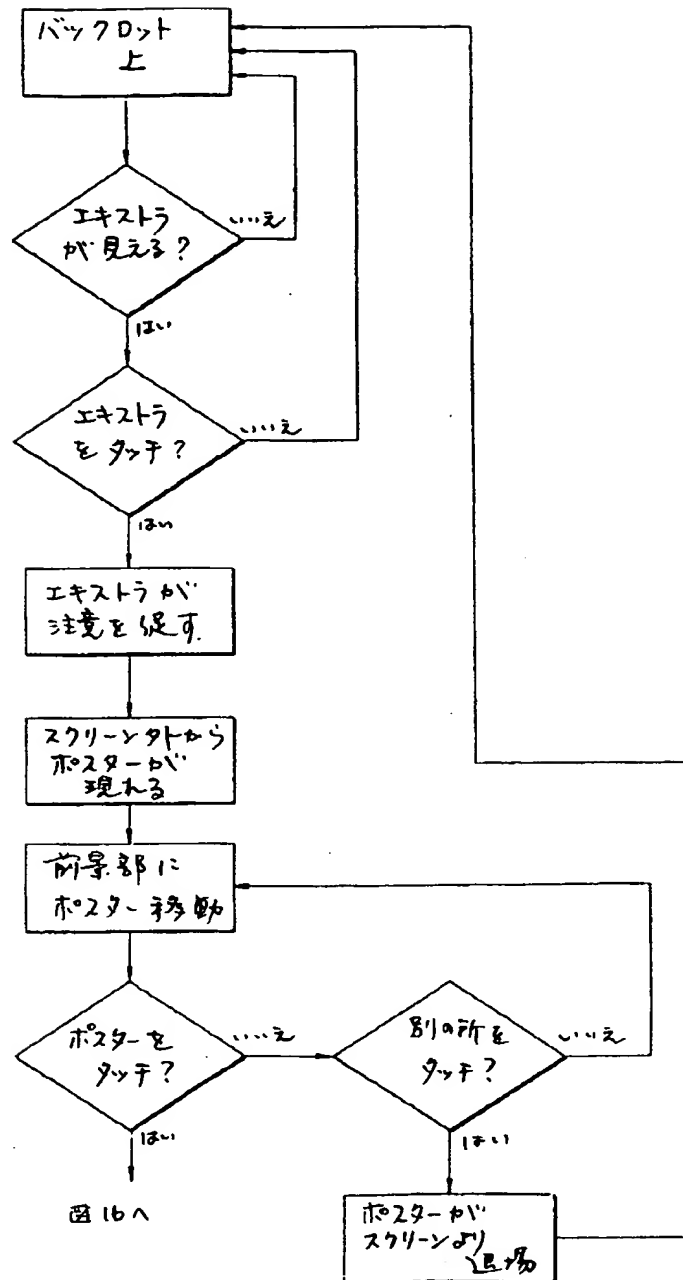 バックロット
上
エキストラ
が見える?
いいえ
はい
エキストラ
をタッチ?
いいえ
はい
エキストラが
注意を促す.
スクリーン外から
ポスターが
現れる
前景部に
ポスター移動
ポスターを
タッチ?
いいえ
はい
図16へ
別の所を
タッチ?
いいえ
はい
ポスターが
スクリーンより
退場